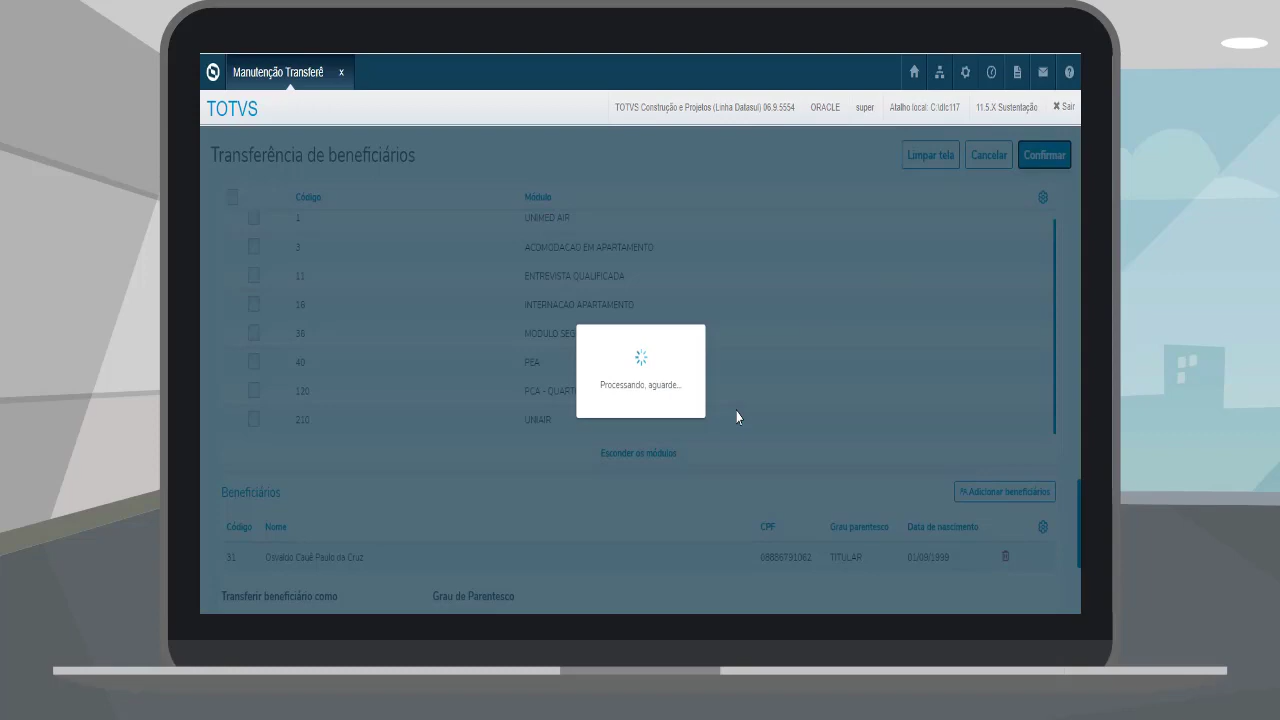 Manutenção Transferê x
TOTVS
TOTVS Construção e Projetos (Linha Datasul) 06.9.5554 ORACLE super Atalho local: C:\dlc117 11.5.X Sustentação Sair
Transferência de beneficiários
Limpar tela Cancelar Confirmar
Código Módulo
1 UNIMED AIR
3 ACOMODACAO EM APARTAMENTO
11 ENTREVISTA QUALIFICADA
16 INTERNACAO APARTAMENTO
36 MODULO SEG
40 PEA
120 PCA - QUART
210 UNIAIR
Processando, aguarde...
Esconder os módulos
Beneficiários Adicionar beneficiários
Código Nome CPF Grau parentesco Data de nascimento
31 Osvaldo Cauê Paulo da Cruz 08886791062 TITULAR 01/09/1999
Transferir beneficiário como Grau de Parentesco